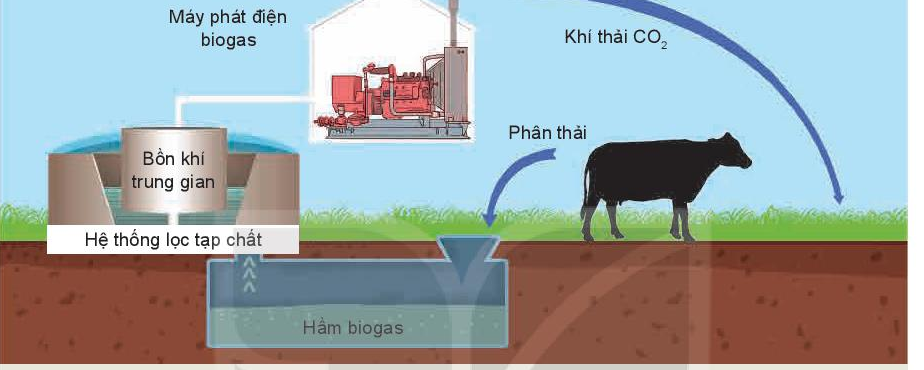 Máy phát điện
biogas
Khí thải CO₂
Phân thải
Bồn khí
trung gian
Hệ thống lọc tạp chất
Hầm biogas